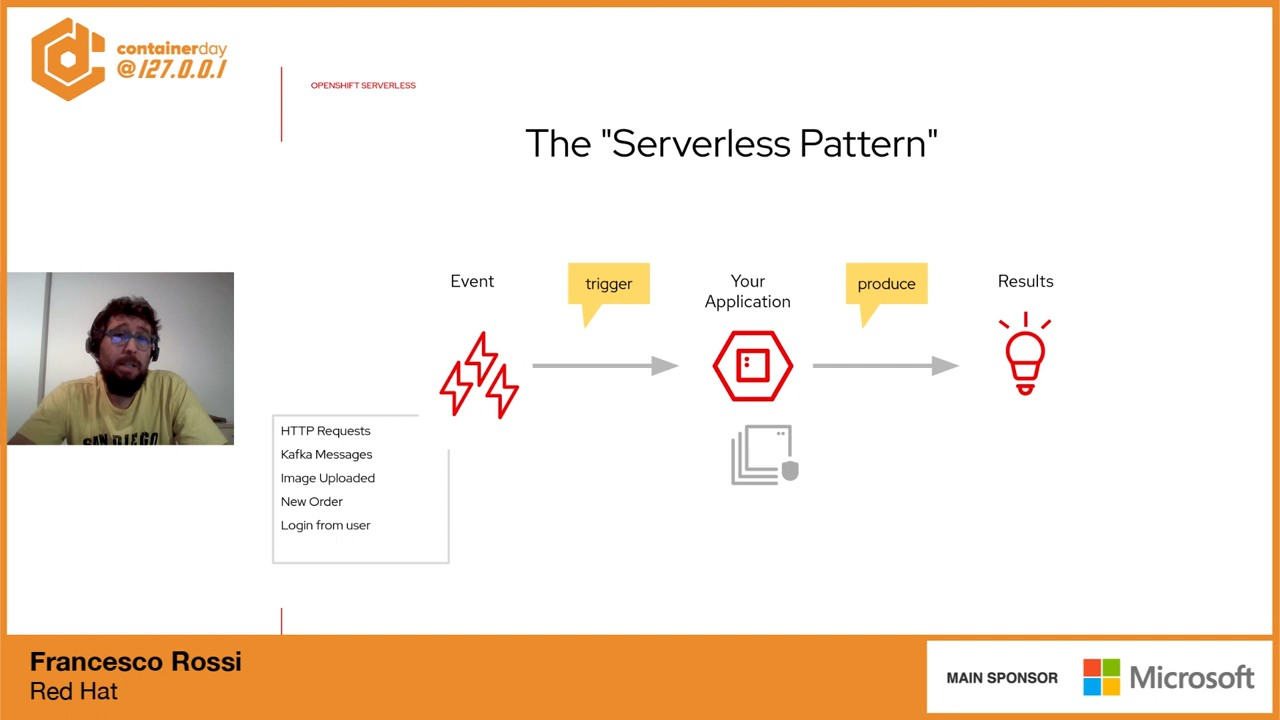 containerday
@127.0.0.1
OPENSHIFT SERVERLESS
The "Serverless Pattern"
Event
trigger
Your
Application
produce
Results
HTTP Requests
Kafka Messages
Image Uploaded
New Order
Login from user
SAN DIEGO
Francesco Rossi
Red Hat
MAIN SPONSOR
Microsoft